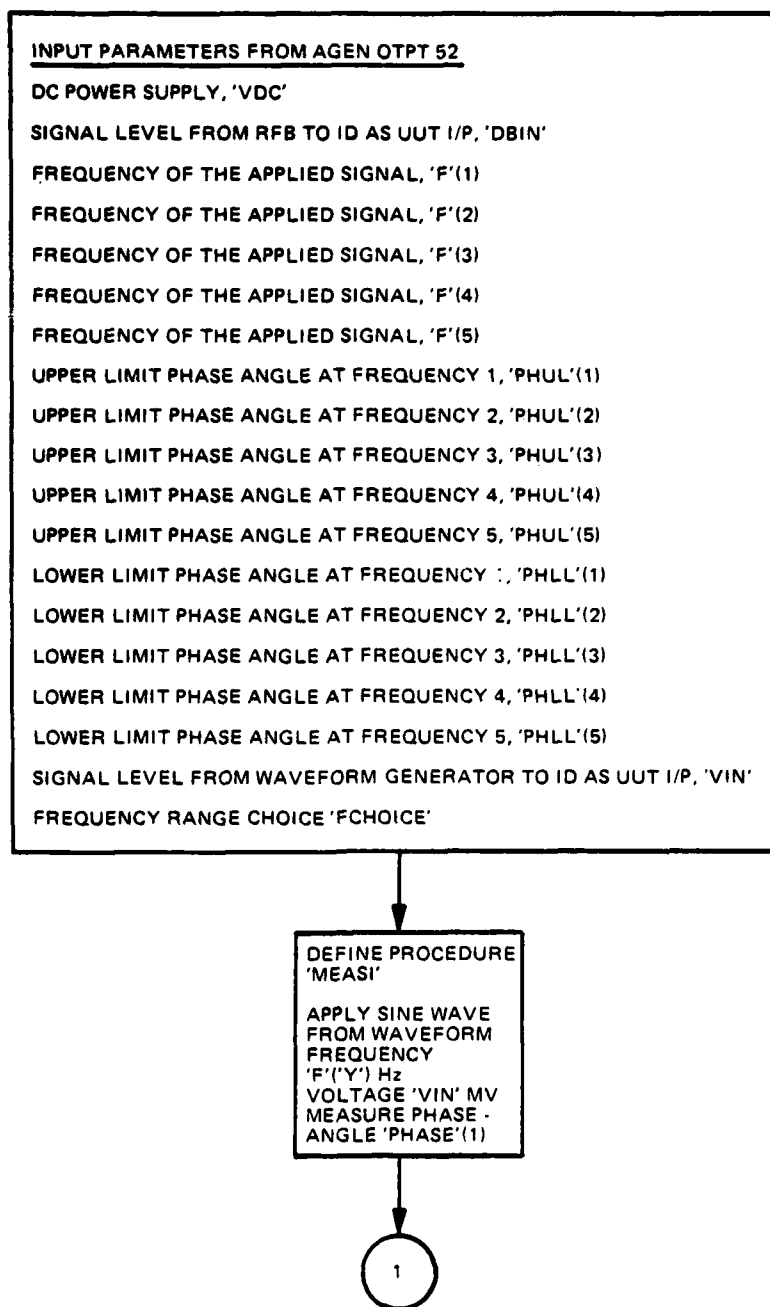 INPUT PARAMETERS FROM AGEN OTPT 52
DC POWER SUPPLY, 'VDC'
SIGNAL LEVEL FROM RFB TO ID AS UUT I/P, 'DBIN'
FREQUENCY OF THE APPLIED SIGNAL, 'F'(1)
FREQUENCY OF THE APPLIED SIGNAL, 'F'(2)
FREQUENCY OF THE APPLIED SIGNAL, 'F'(3)
FREQUENCY OF THE APPLIED SIGNAL, 'F'(4)
FREQUENCY OF THE APPLIED SIGNAL, 'F'(5)
UPPER LIMIT PHASE ANGLE AT FREQUENCY 1, 'PHUL'(1)
UPPER LIMIT PHASE ANGLE AT FREQUENCY 2, 'PHUL'(2)
UPPER LIMIT PHASE ANGLE AT FREQUENCY 3, 'PHUL'(3)
UPPER LIMIT PHASE ANGLE AT FREQUENCY 4, 'PHUL'(4)
UPPER LIMIT PHASE ANGLE AT FREQUENCY 5, 'PHUL'(5)
LOWER LIMIT PHASE ANGLE AT FREQUENCY :, 'PHLL'(1)
LOWER LIMIT PHASE ANGLE AT FREQUENCY 2, 'PHLL'(2)
LOWER LIMIT PHASE ANGLE AT FREQUENCY 3, 'PHLL'(3)
LOWER LIMIT PHASE ANGLE AT FREQUENCY 4, 'PHLL'(4)
LOWER LIMIT PHASE ANGLE AT FREQUENCY 5, 'PHLL'(5)
SIGNAL LEVEL FROM WAVEFORM GENERATOR TO ID AS UUT I/P, 'VIN'
FREQUENCY RANGE CHOICE 'FCHOICE'
DEFINE PROCEDURE
'MEASI'
APPLY SINE WAVE
FROM WAVEFORM
FREQUENCY
'F'('Y') Hz
VOLTAGE 'VIN' MV
MEASURE PHASE -
ANGLE 'PHASE'(1)
1